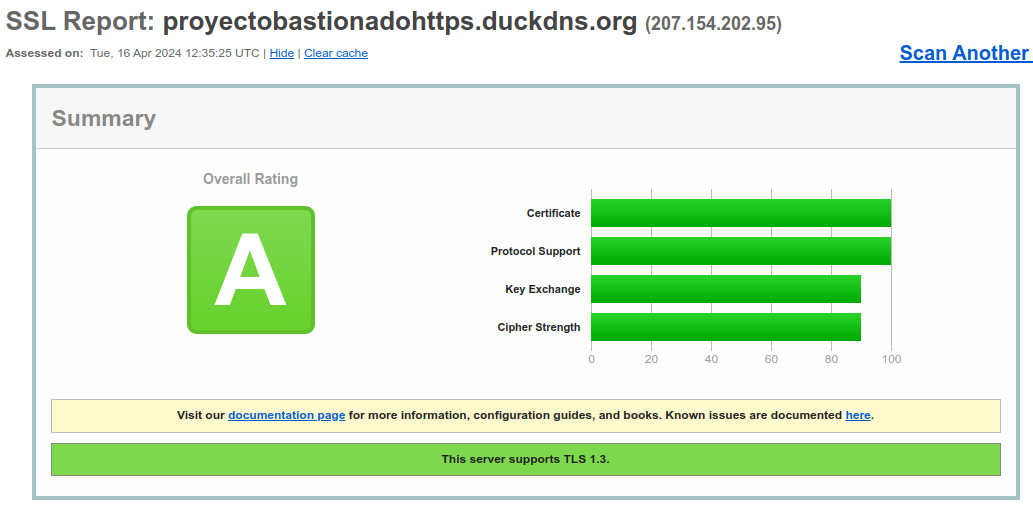 SSL Report: proyectobastionadohttps.duckdns.org (207.154.202.95)
Assessed on: Tue, 16 Apr 2024 12:35:25 UTC | Hide | Clear cache
Scan Another
Summary
Overall Rating
A
Certificate
Protocol Support
Key Exchange
Cipher Strength
0 20 40 60 80 100
Visit our documentation page for more information, configuration guides, and books. Known issues are documented here.
This server supports TLS 1.3.